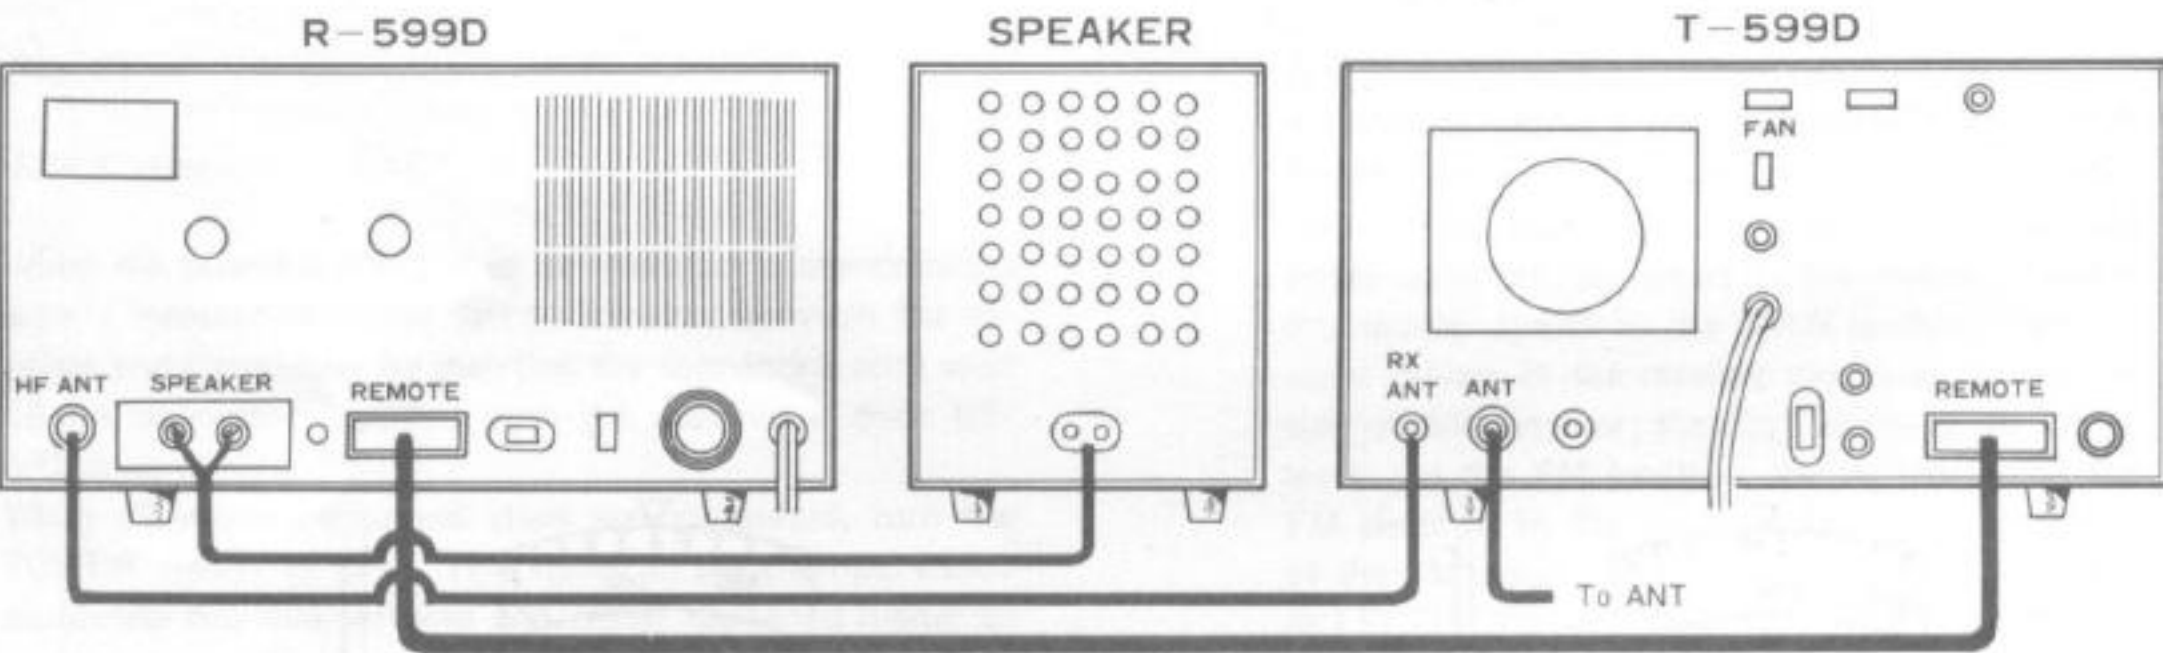 R-599D
SPEAKER
T-599D
FAN
HF ANT
SPEAKER
REMOTE
RX
ANT
ANT
REMOTE
To ANT